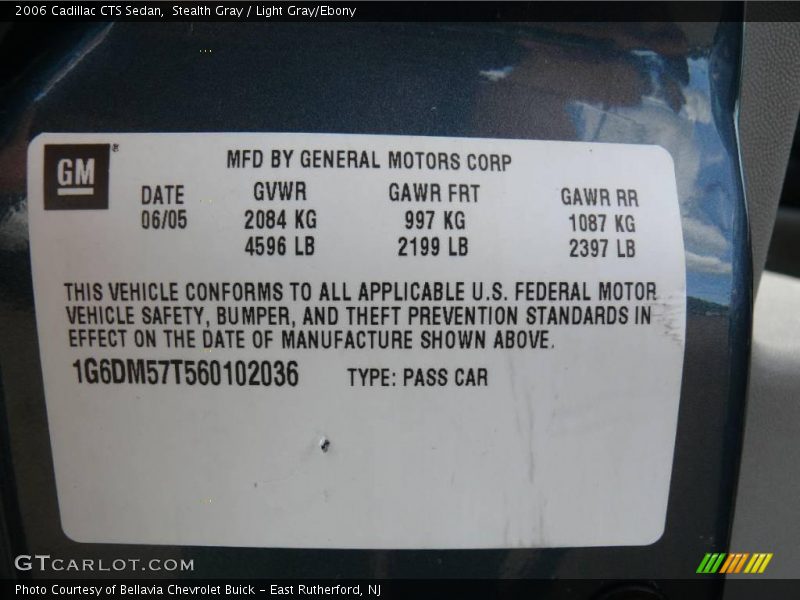 2006 Cadillac CTS Sedan, Stealth Gray / Light Gray/Ebony
GM®
MFD BY GENERAL MOTORS CORP
DATE GVWR GAWR FRT GAWR RR
06/05 2084 KG 997 KG 1087 KG
4596 LB 2199 LB 2397 LB
THIS VEHICLE CONFORMS TO ALL APPLICABLE U.S. FEDERAL MOTOR
VEHICLE SAFETY, BUMPER, AND THEFT PREVENTION STANDARDS IN
EFFECT ON THE DATE OF MANUFACTURE SHOWN ABOVE.
1G6DM57T560102036 TYPE: PASS CAR
GTCARLOT.COM
Photo Courtesy of Bellavia Chevrolet Buick - East Rutherford, NJ